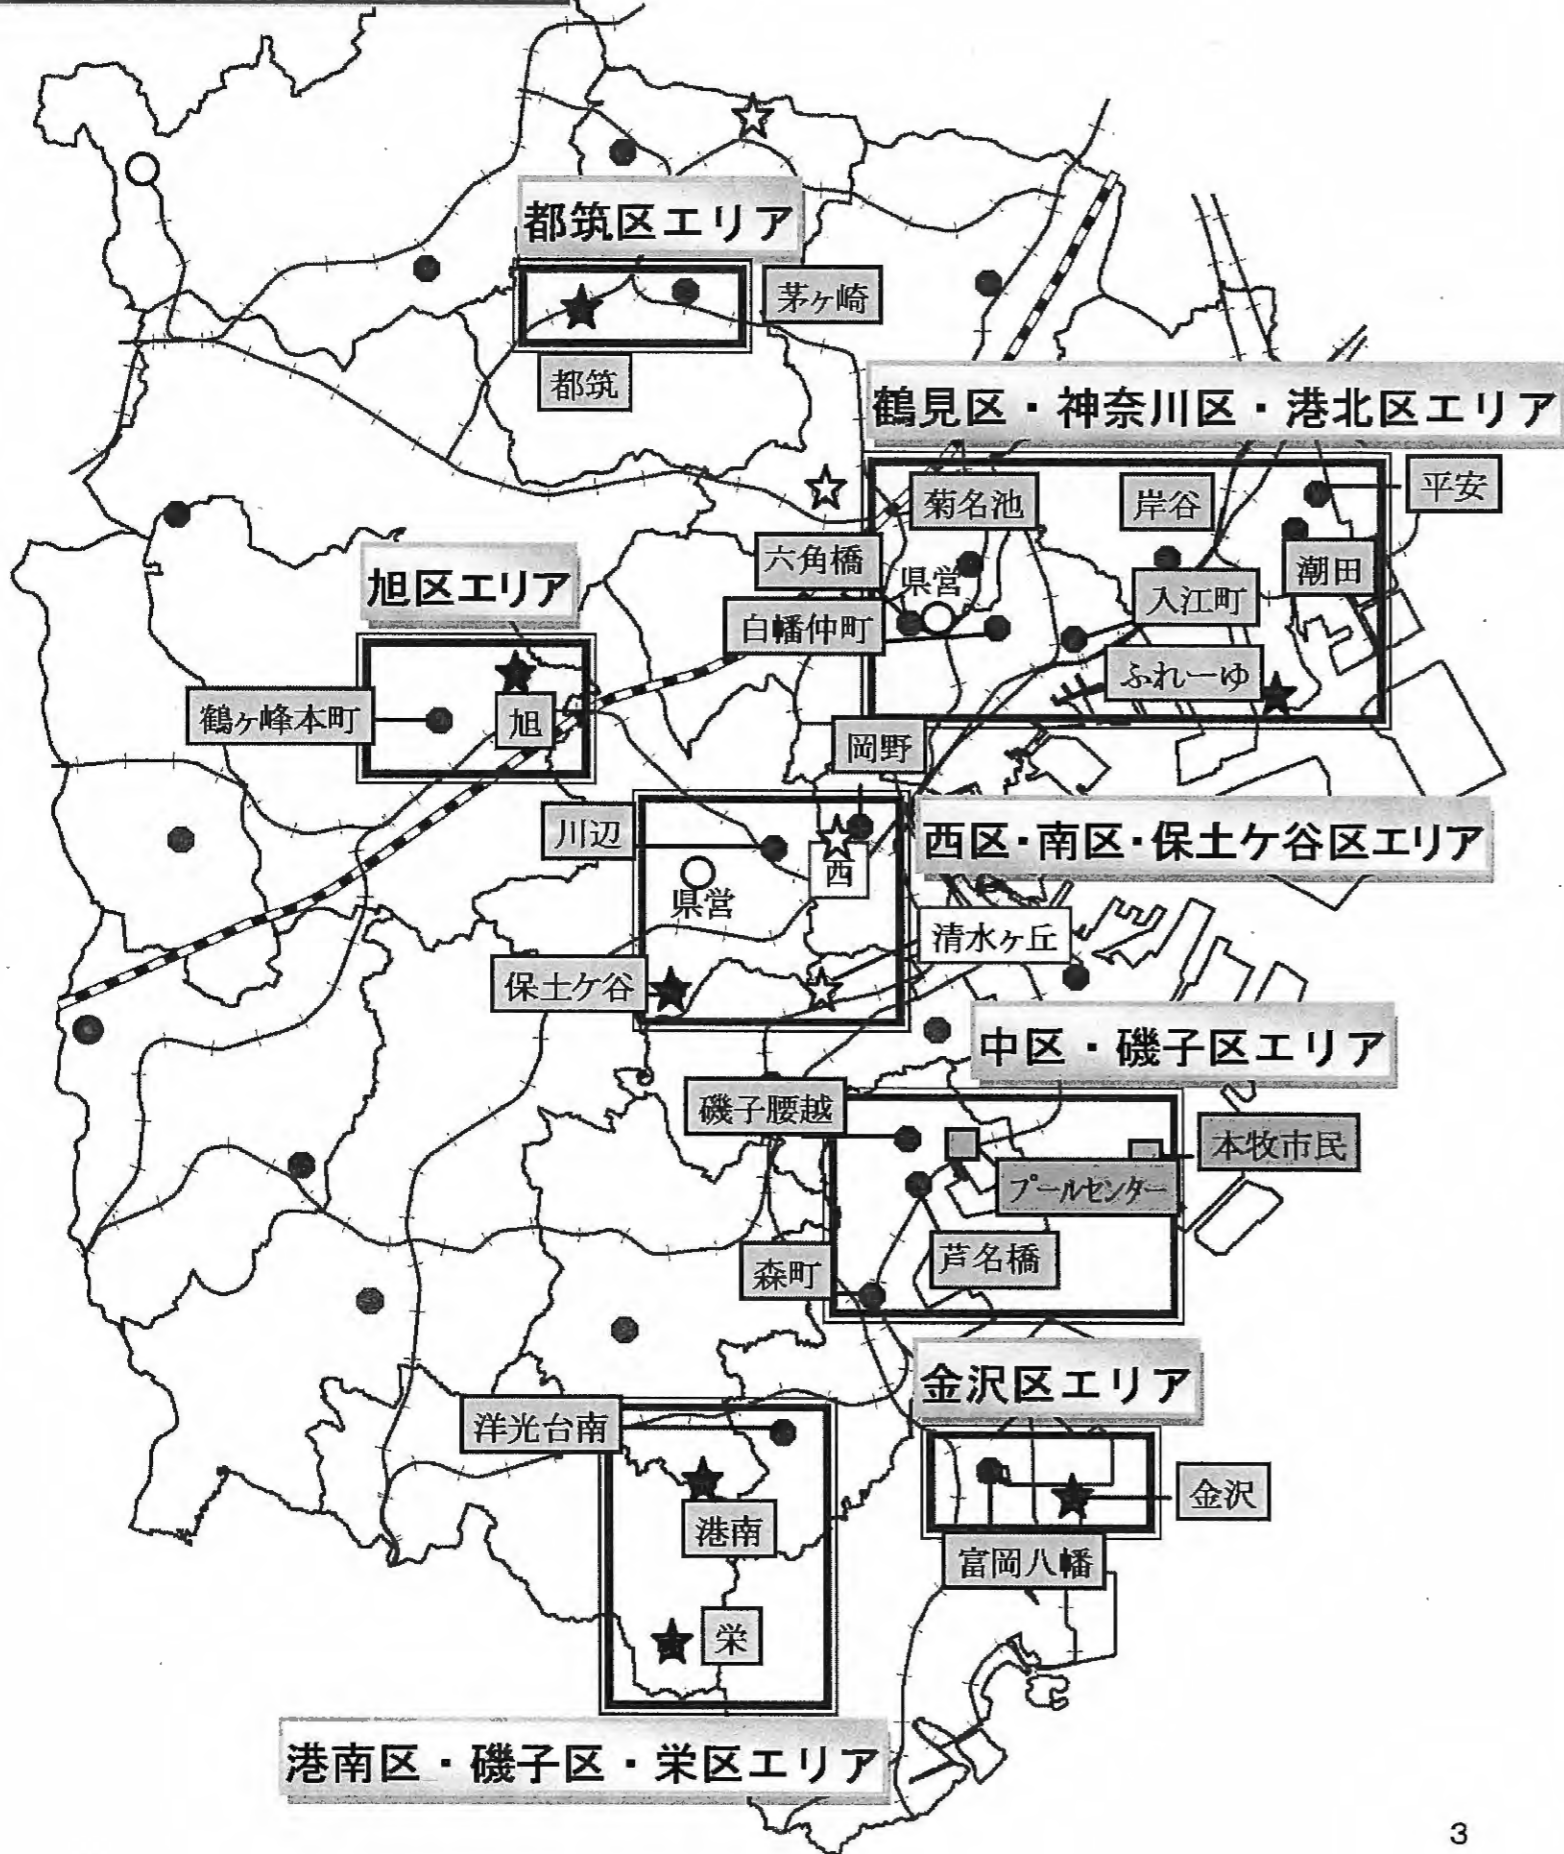 都筑区エリア
茅ヶ崎
都筑
鶴見区・神奈川区・港北区エリア
菊名池
岸谷
平安
六角橋
県営
潮田
入江町
白幡仲町
ふれーゆ
旭区エリア
鶴ヶ峰本町
旭
岡野
川辺
西
西区・南区・保土ケ谷区エリア
県営
清水ヶ丘
保土ケ谷
中区・磯子区エリア
磯子腰越
本牧市民
プールセンター
芦名橋
森町
金沢区エリア
洋光台南
金沢
港南
富岡八幡
栄
港南区・磯子区・栄区エリア
3